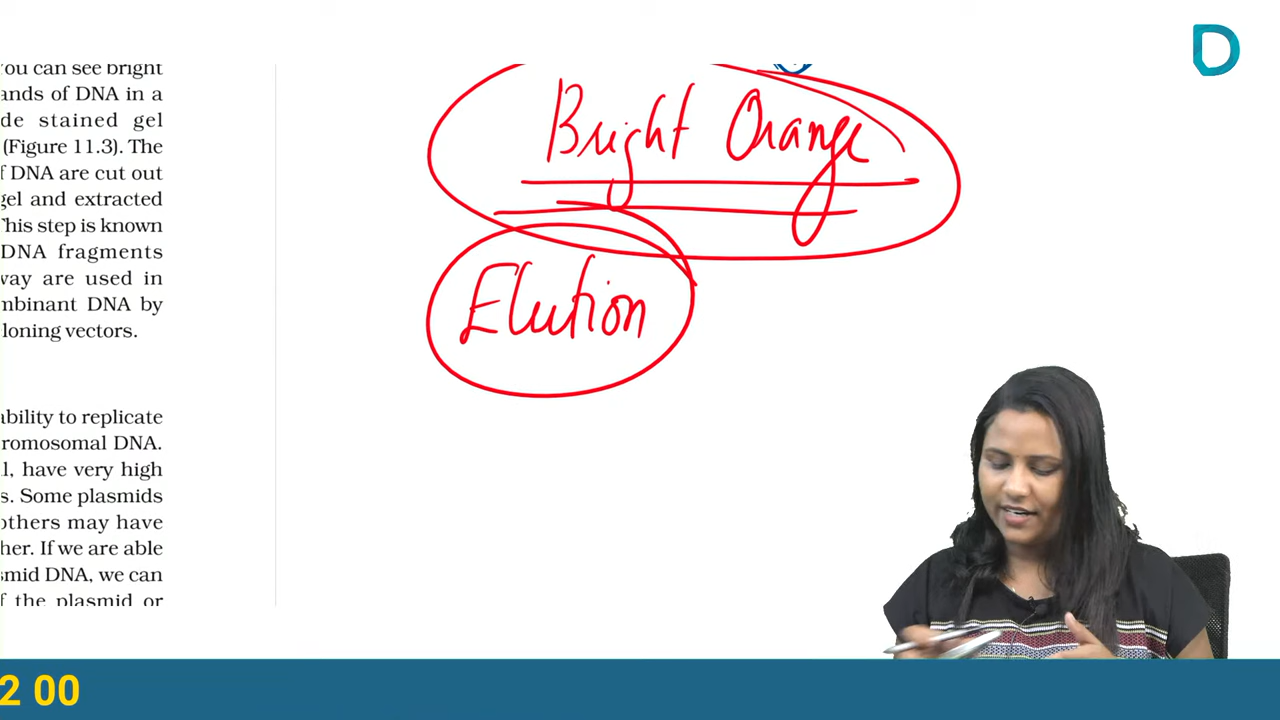 ou can see bright
ands of DNA in a
de stained gel
(Figure 11.3). The
f DNA are cut out
gel and extracted
This step is known
DNA fragments
way are used in
mbinant DNA by
loning vectors.
ability to replicate
romosomal DNA.
l, have very high
s. Some plasmids
others may have
her. If we are able
smid DNA, we can
f the plasmid or
Bright Orange
Elution
D
2 00